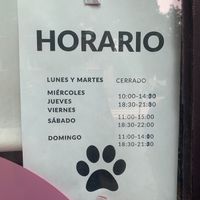 HORARIO
LUNES Y MARTES CERRADO
MIÉRCOLES 10:00-14:30
JUEVES 18:30-21:30
VIERNES
SÁBADO 11:00-15:00
18:30-22:00
DOMINGO 11:00-14:30
18:30-21:30